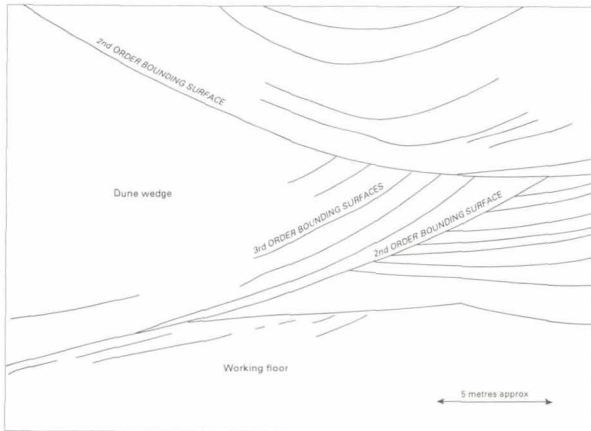 2nd ORDER BOUNDING SURFACE
Dune wedge
3rd ORDER BOUNDING SURFACES
2nd ORDER BOUNDING SURFACE
Working floor
5 metres approx